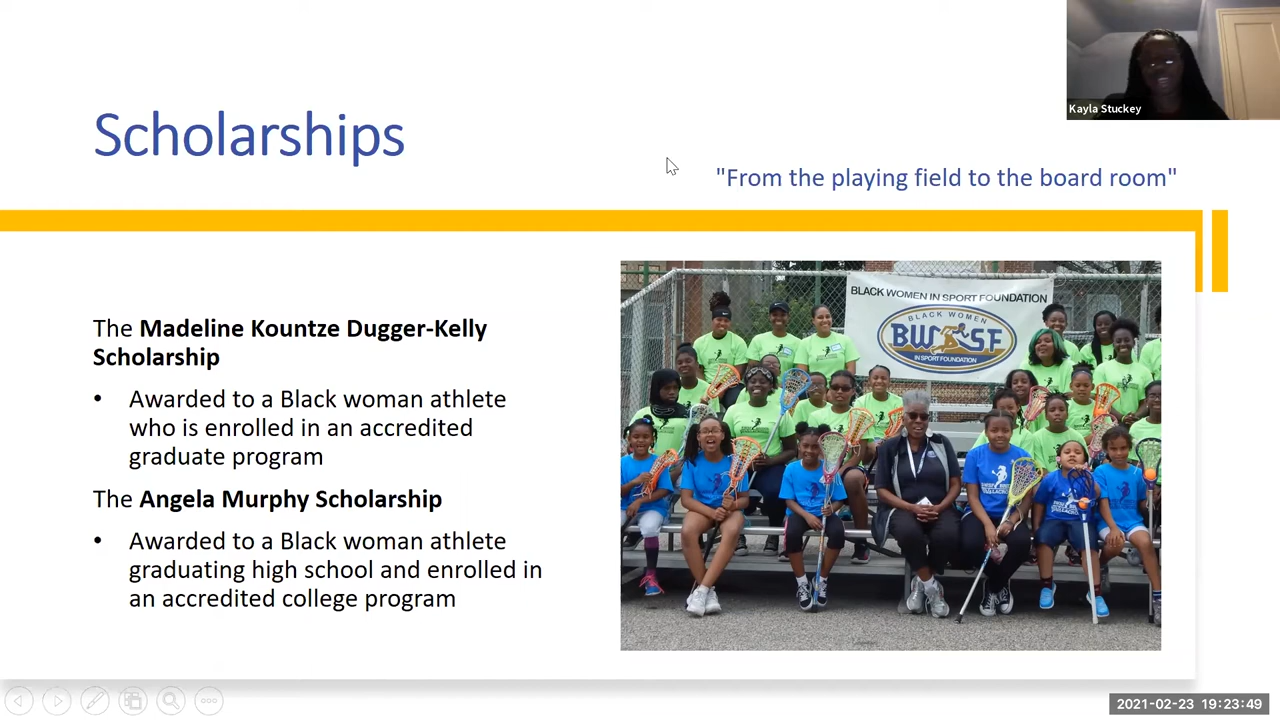 Kayla Stuckey
Scholarships
"From the playing field to the board room"
The Madeline Kountze Dugger-Kelly
Scholarship
• Awarded to a Black woman athlete
who is enrolled in an accredited
graduate program
The Angela Murphy Scholarship
• Awarded to a Black woman athlete
graduating high school and enrolled in
an accredited college program
BLACK WOMEN IN SPORT FOUNDATION
BLACK WOMEN
BWSF
IN SPORT FOUNDATION
2021-02-23 19:23:49